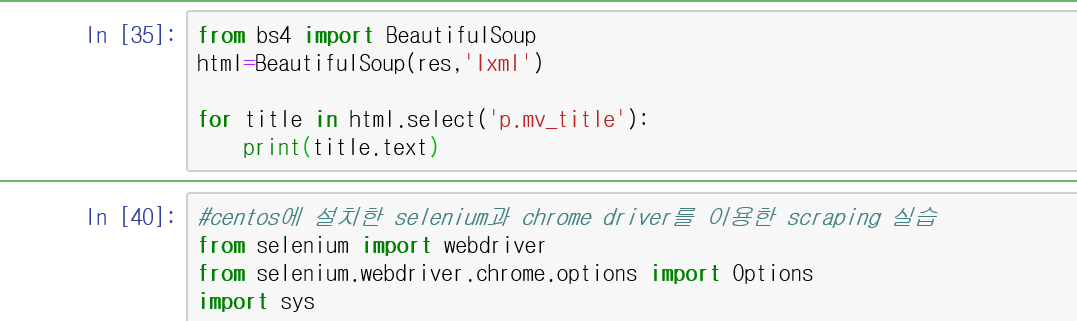 In [35]: from bs4 import BeautifulSoup
html=BeautifulSoup(res,'lxml')
for title in html.select('p.mv_title'):
print(title.text)
In [40]: #centos에 설치한 selenium과 chrome driver를 이용한 scraping 실습
from selenium import webdriver
from selenium.webdriver.chrome.options import Options
import sys